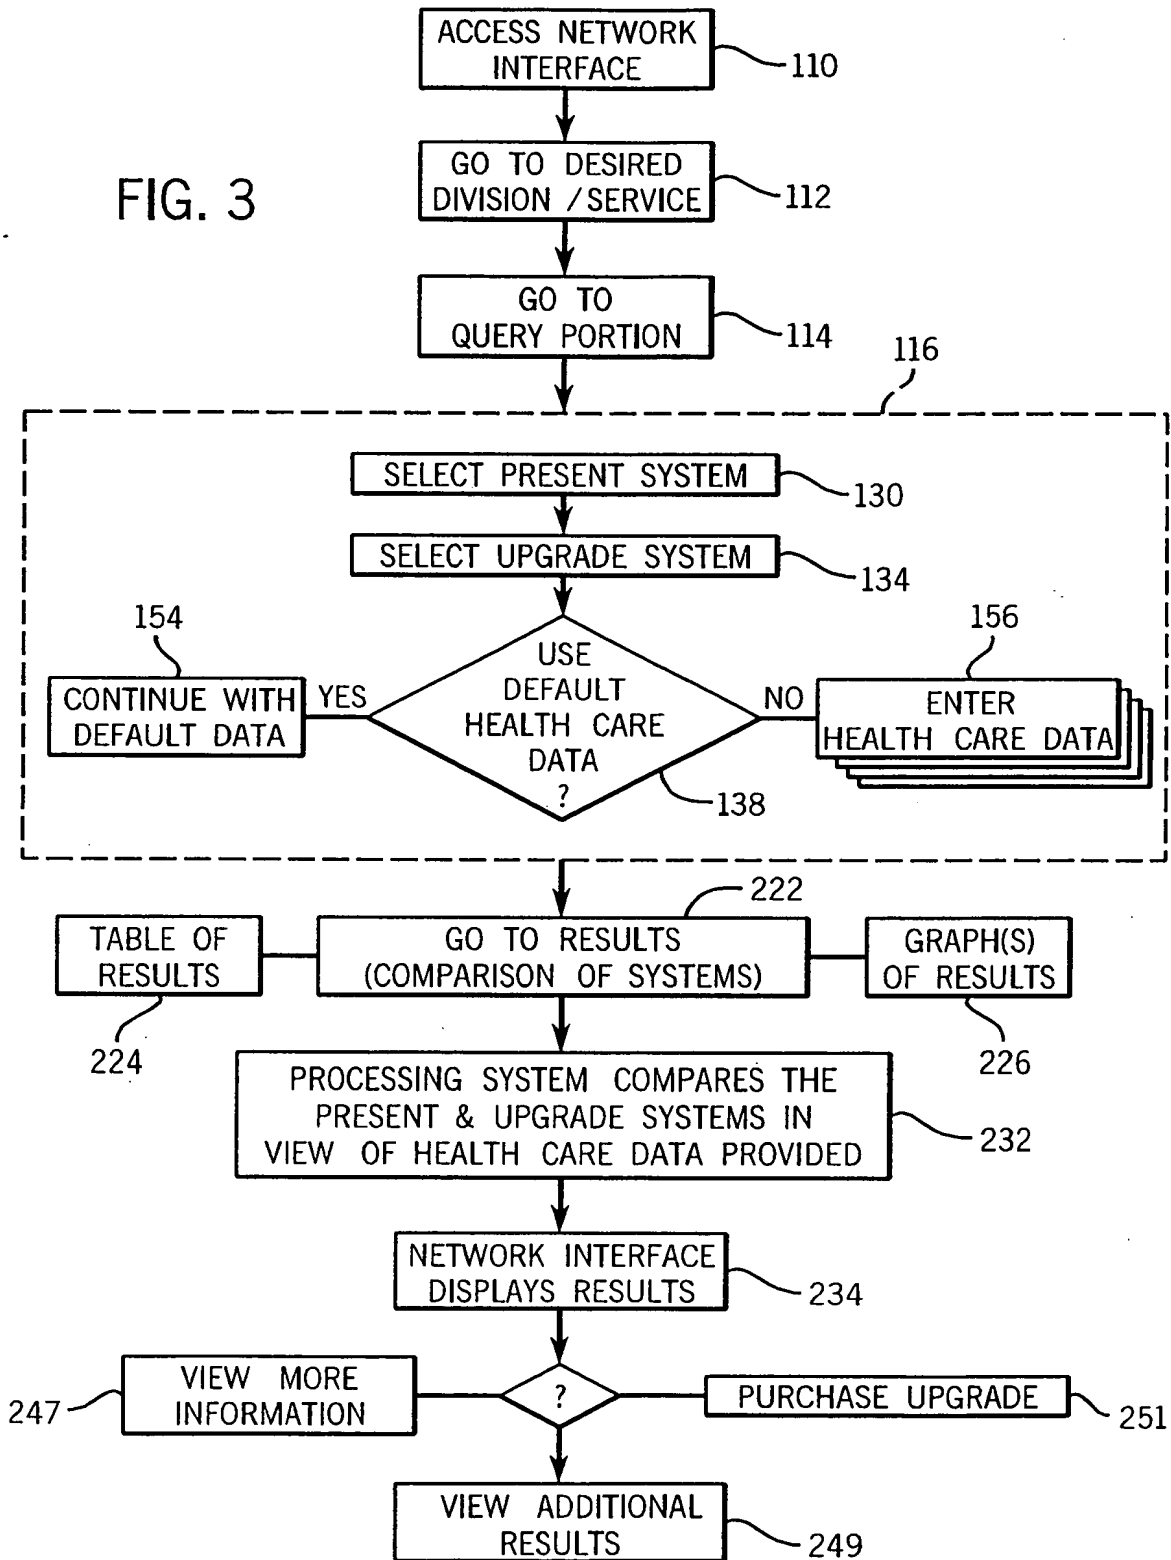 ACCESS NETWORK
INTERFACE
110
GO TO DESIRED
DIVISION / SERVICE
112
FIG. 3
GO TO
QUERY PORTION
114
116
SELECT PRESENT SYSTEM
130
SELECT UPGRADE SYSTEM
134
154
CONTINUE WITH
DEFAULT DATA
YES
USE
DEFAULT
HEALTH CARE
DATA
?
138
NO
156
ENTER
HEALTH CARE DATA
222
TABLE OF
RESULTS
224
GO TO RESULTS
(COMPARISON OF SYSTEMS)
GRAPH(S)
OF RESULTS
226
PROCESSING SYSTEM COMPARES THE
PRESENT & UPGRADE SYSTEMS IN
VIEW OF HEALTH CARE DATA PROVIDED
232
NETWORK INTERFACE
DISPLAYS RESULTS
234
VIEW MORE
INFORMATION
247
?
PURCHASE UPGRADE
251
VIEW ADDITIONAL
RESULTS
249